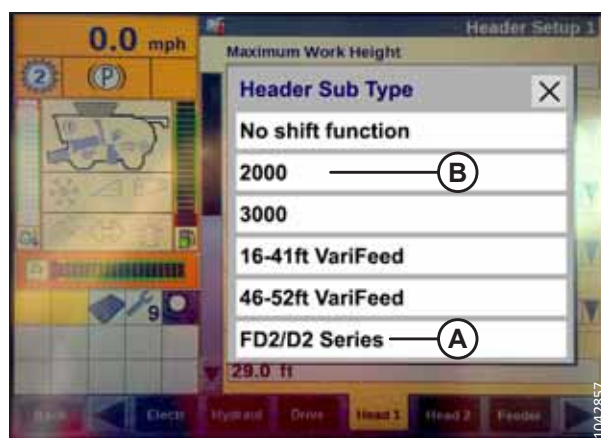 0.0 mph
Header Setup 1
2
P
Maximum Work Height
Header Sub Type
No shift function
2000
B
3000
16-41ft VariFeed
46-52ft VariFeed
9
FD2/D2 Series
A
29.0 ft
Back
Electr
Hydraul
Drive
Head 1
Head 2
Feeder
1042857